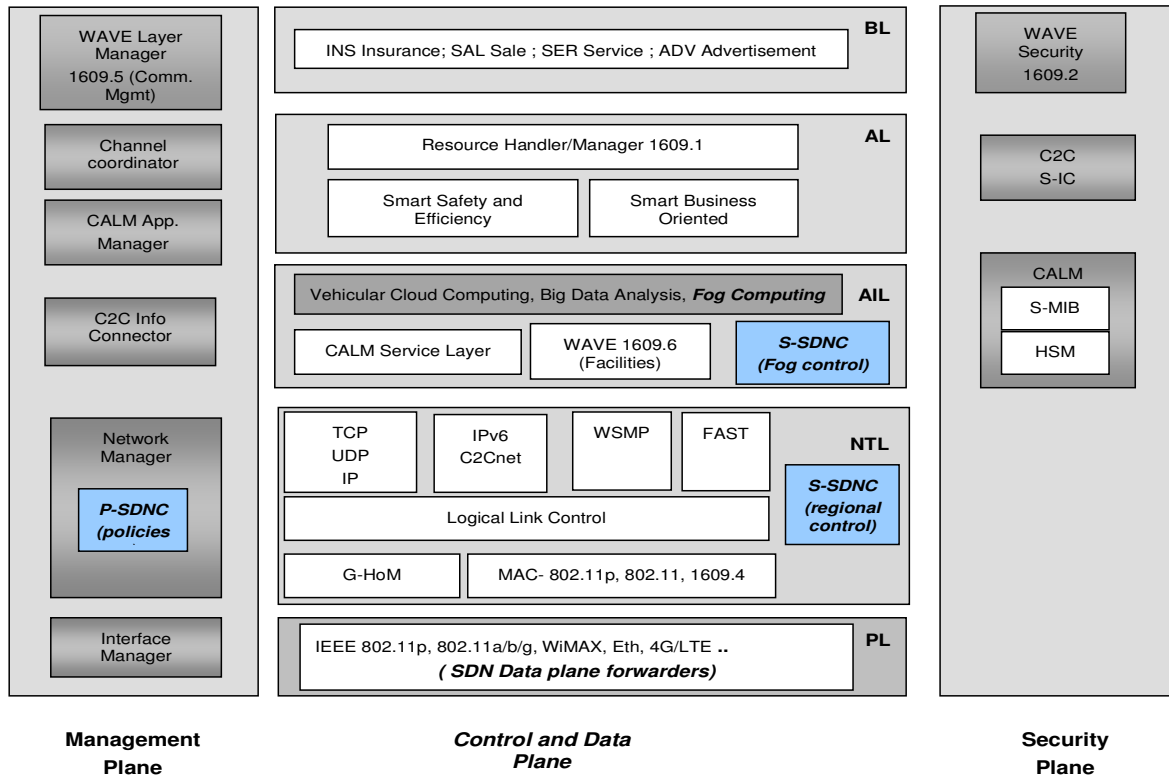 WAVE Layer
Manager
1609.5 (Comm.
Mgmt)
Channel
coordinator
CALM App.
Manager
C2C Info
Connector
Network
Manager
P-SDNC
(policies
Interface
Manager
Management
Plane
BL
INS Insurance; SAL Sale ; SER Service ; ADV Advertisement
AL
Resource Handler/Manager 1609.1
Smart Safety and
Efficiency
Smart Business
Oriented
Vehicular Cloud Computing, Big Data Analysis, Fog Computing
AIL
CALM Service Layer
WAVE 1609.6
(Facilities)
S-SDNC
(Fog control)
TCP
UDP
IP
IPv6
C2Cnet
WSMP
FAST
NTL
S-SDNC
(regional
control)
Logical Link Control
G-HoM
MAC- 802.11p, 802.11, 1609.4
PL
IEEE 802.11p, 802.11a/b/g, WiMAX, Eth, 4G/LTE ..
( SDN Data plane forwarders)
Control and Data
Plane
WAVE
Security
1609.2
C2C
S-IC
CALM
S-MIB
HSM
Security
Plane